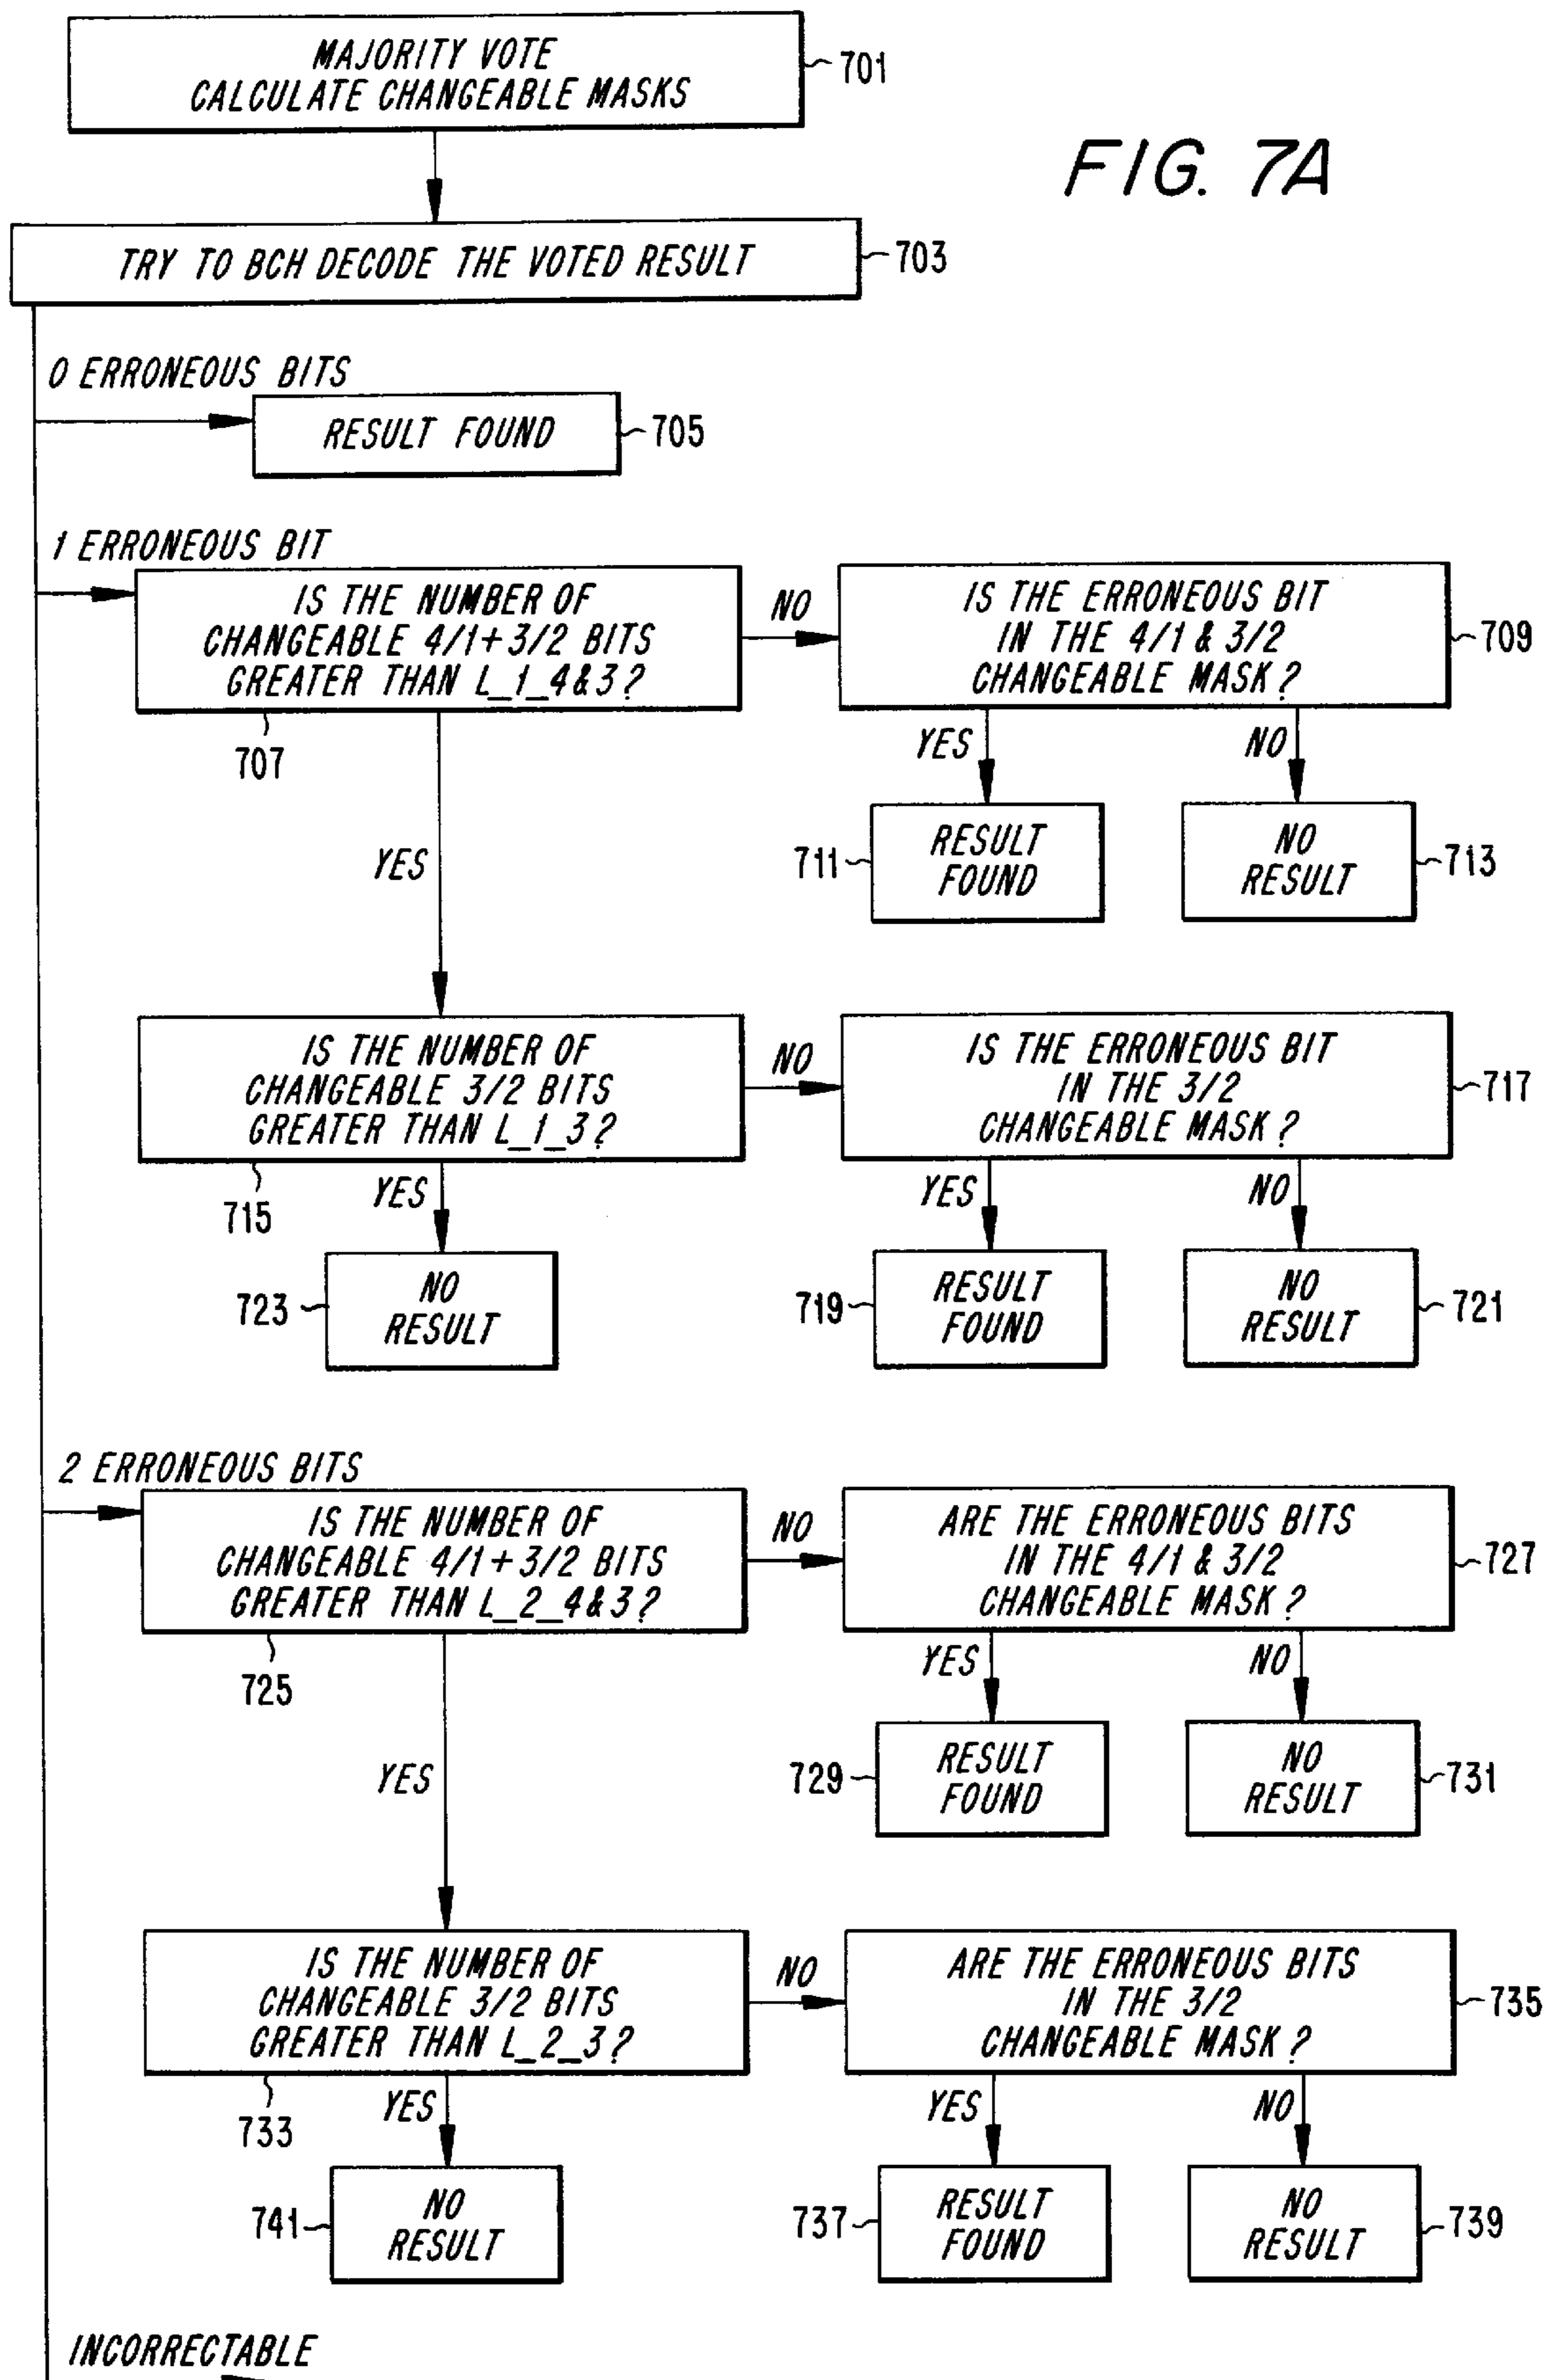 MAJORITY VOTE
CALCULATE CHANGEABLE MASKS
701
FIG. 7A
TRY TO BCH DECODE THE VOTED RESULT
703
0 ERRONEOUS BITS
RESULT FOUND
705
1 ERRONEOUS BIT
IS THE NUMBER OF
CHANGEABLE 4/1+3/2 BITS
GREATER THAN L_1_4&3?
707
NO
IS THE ERRONEOUS BIT
IN THE 4/1 & 3/2
CHANGEABLE MASK?
709
YES
NO
YES
711
RESULT
FOUND
NO
RESULT
713
IS THE NUMBER OF
CHANGEABLE 3/2 BITS
GREATER THAN L_1_3?
715
NO
IS THE ERRONEOUS BIT
IN THE 3/2
CHANGEABLE MASK?
717
YES
YES
NO
723
NO
RESULT
719
RESULT
FOUND
NO
RESULT
721
2 ERRONEOUS BITS
IS THE NUMBER OF
CHANGEABLE 4/1+3/2 BITS
GREATER THAN L_2_4&3?
725
NO
ARE THE ERRONEOUS BITS
IN THE 4/1 & 3/2
CHANGEABLE MASK?
727
YES
NO
YES
729
RESULT
FOUND
NO
RESULT
731
IS THE NUMBER OF
CHANGEABLE 3/2 BITS
GREATER THAN L_2_3?
733
NO
ARE THE ERRONEOUS BITS
IN THE 3/2
CHANGEABLE MASK?
735
YES
YES
NO
741
NO
RESULT
737
RESULT
FOUND
NO
RESULT
739
INCORRECTABLE